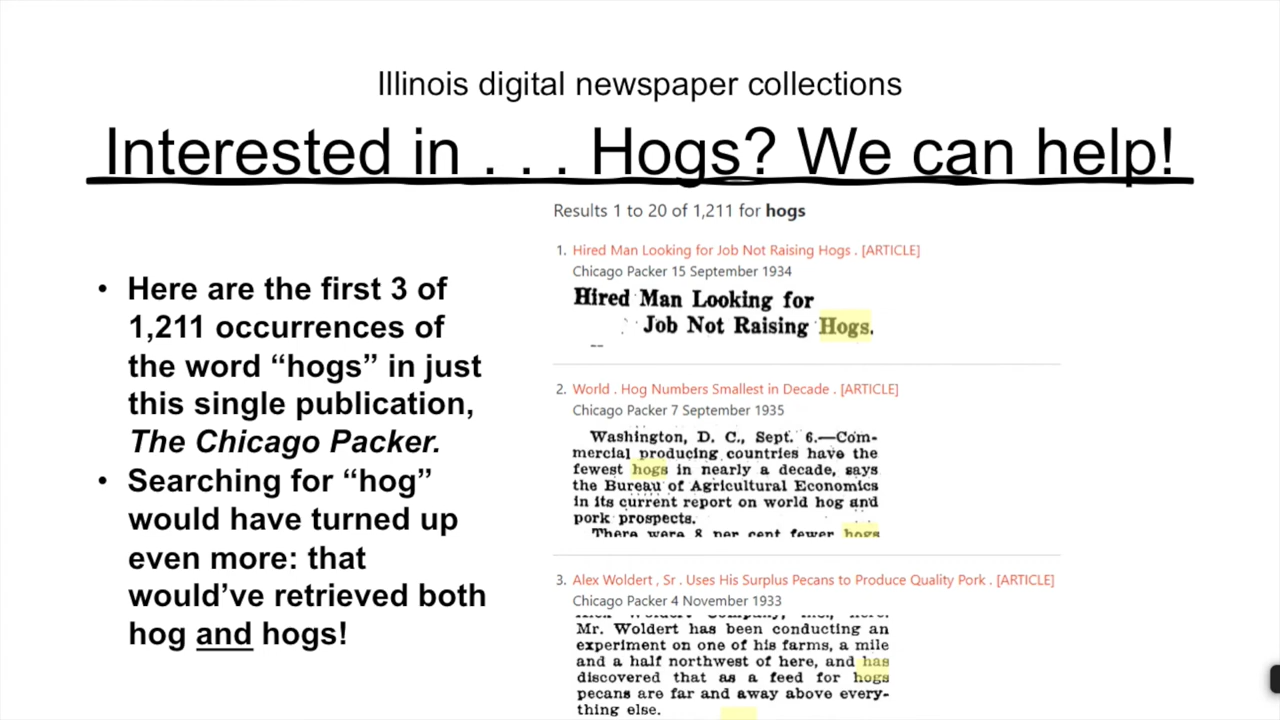 Illinois digital newspaper collections
Interested in . . . Hogs? We can help!
• Here are the first 3 of
1,211 occurrences of
the word “hogs” in just
this single publication,
The Chicago Packer.
• Searching for “hog”
would have turned up
even more: that
would’ve retrieved both
hog and hogs!
Results 1 to 20 of 1,211 for hogs
1. Hired Man Looking for Job Not Raising Hogs . [ARTICLE]
Chicago Packer 15 September 1934
Hired Man Looking for
Job Not Raising Hogs.
2. World . Hog Numbers Smallest in Decade . [ARTICLE]
Chicago Packer 7 September 1935
Washington, D. C., Sept. 6.—Com-
mercial producing countries have the
fewest hogs in nearly a decade, says
the Bureau of Agricultural Economics
in its current report on world hog and
pork prospects.
There were 8 per cent fewer hogs
3. Alex Woldert , Sr . Uses His Surplus Pecans to Produce Quality Pork . [ARTICLE]
Chicago Packer 4 November 1933
Mr. Woldert has been conducting an
experiment on one of his farms, a mile
and a half northwest of here, and has
discovered that as a feed for hogs
pecans are far and away above every-
thing else.